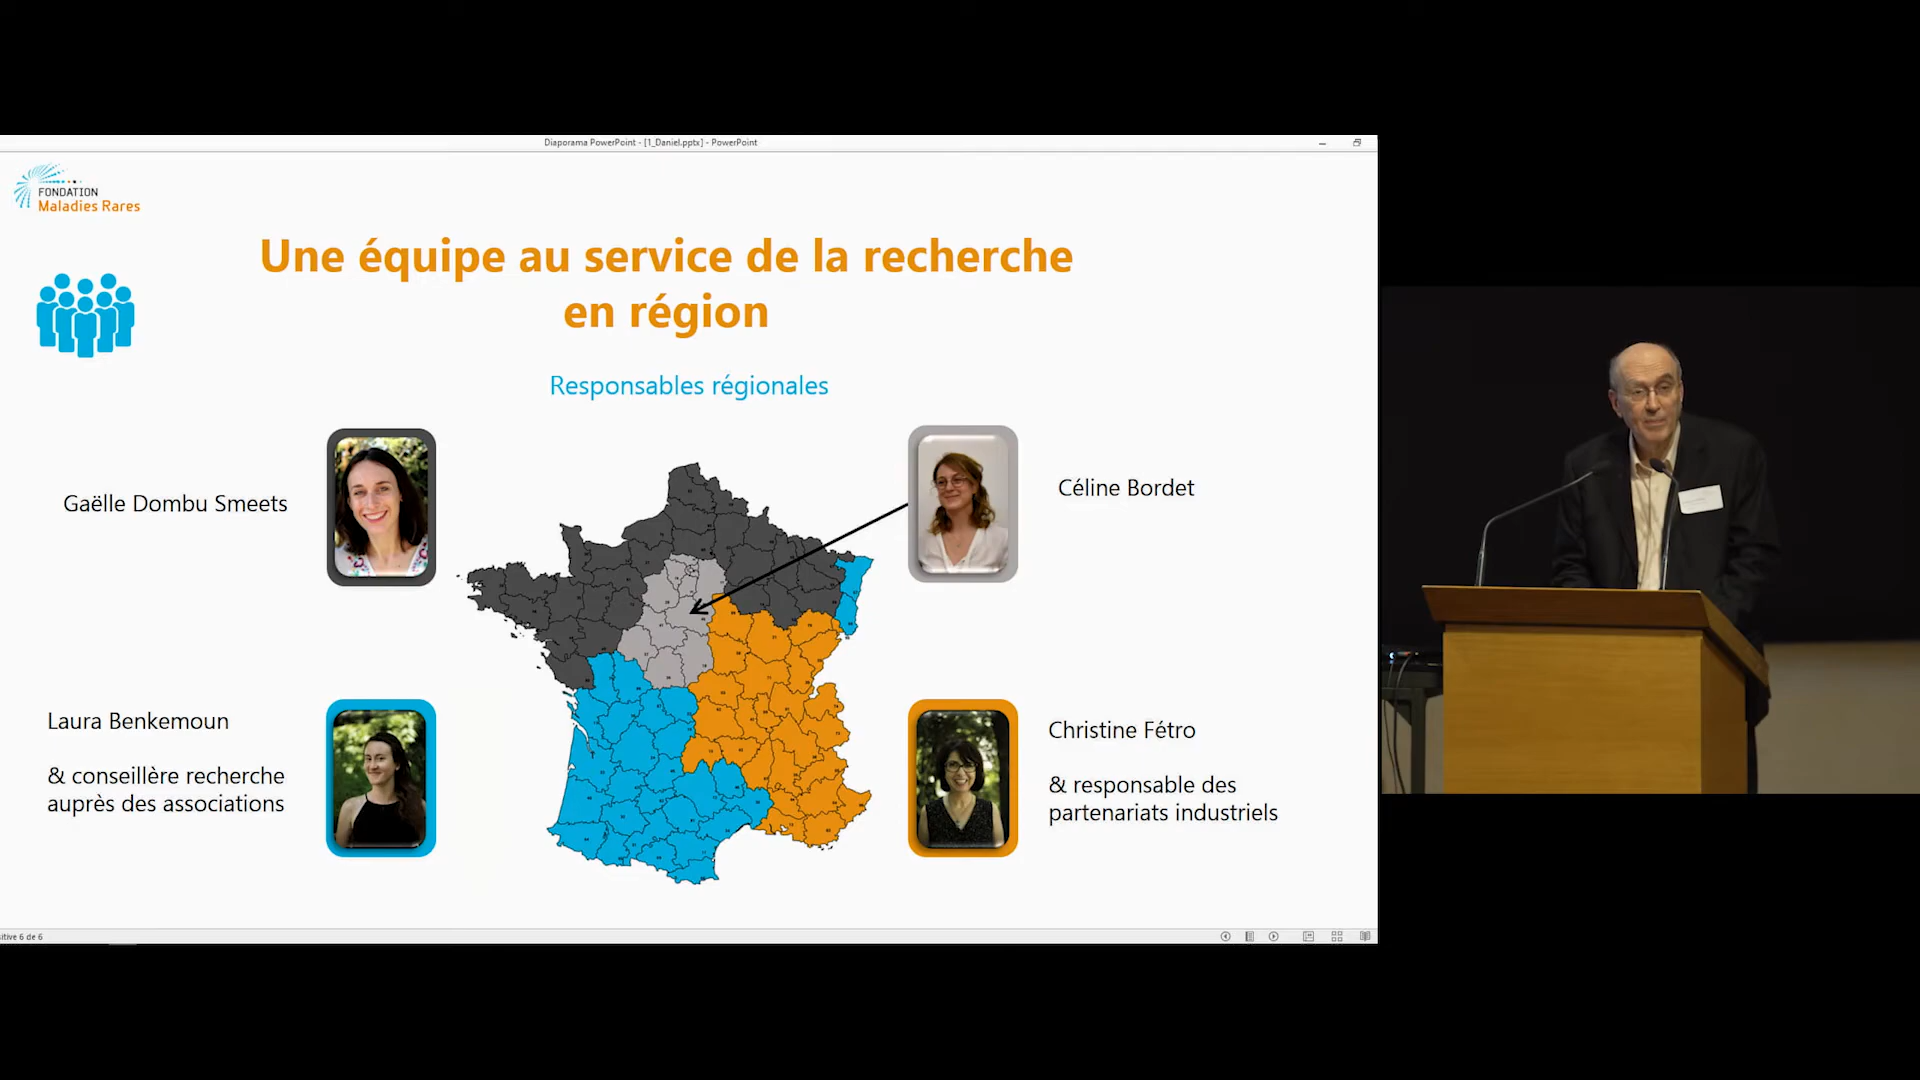 Diaporama PowerPoint - [1_Daniel.pptx] - PowerPoint
FONDATION
Maladies Rares
Une équipe au service de la recherche
en région
Responsables régionales
Gaëlle Dombu Smeets
Céline Bordet
Laura Benkemoun
& conseillère recherche
auprès des associations
Christine Fétro
& responsable des
partenariats industriels
6 de 6